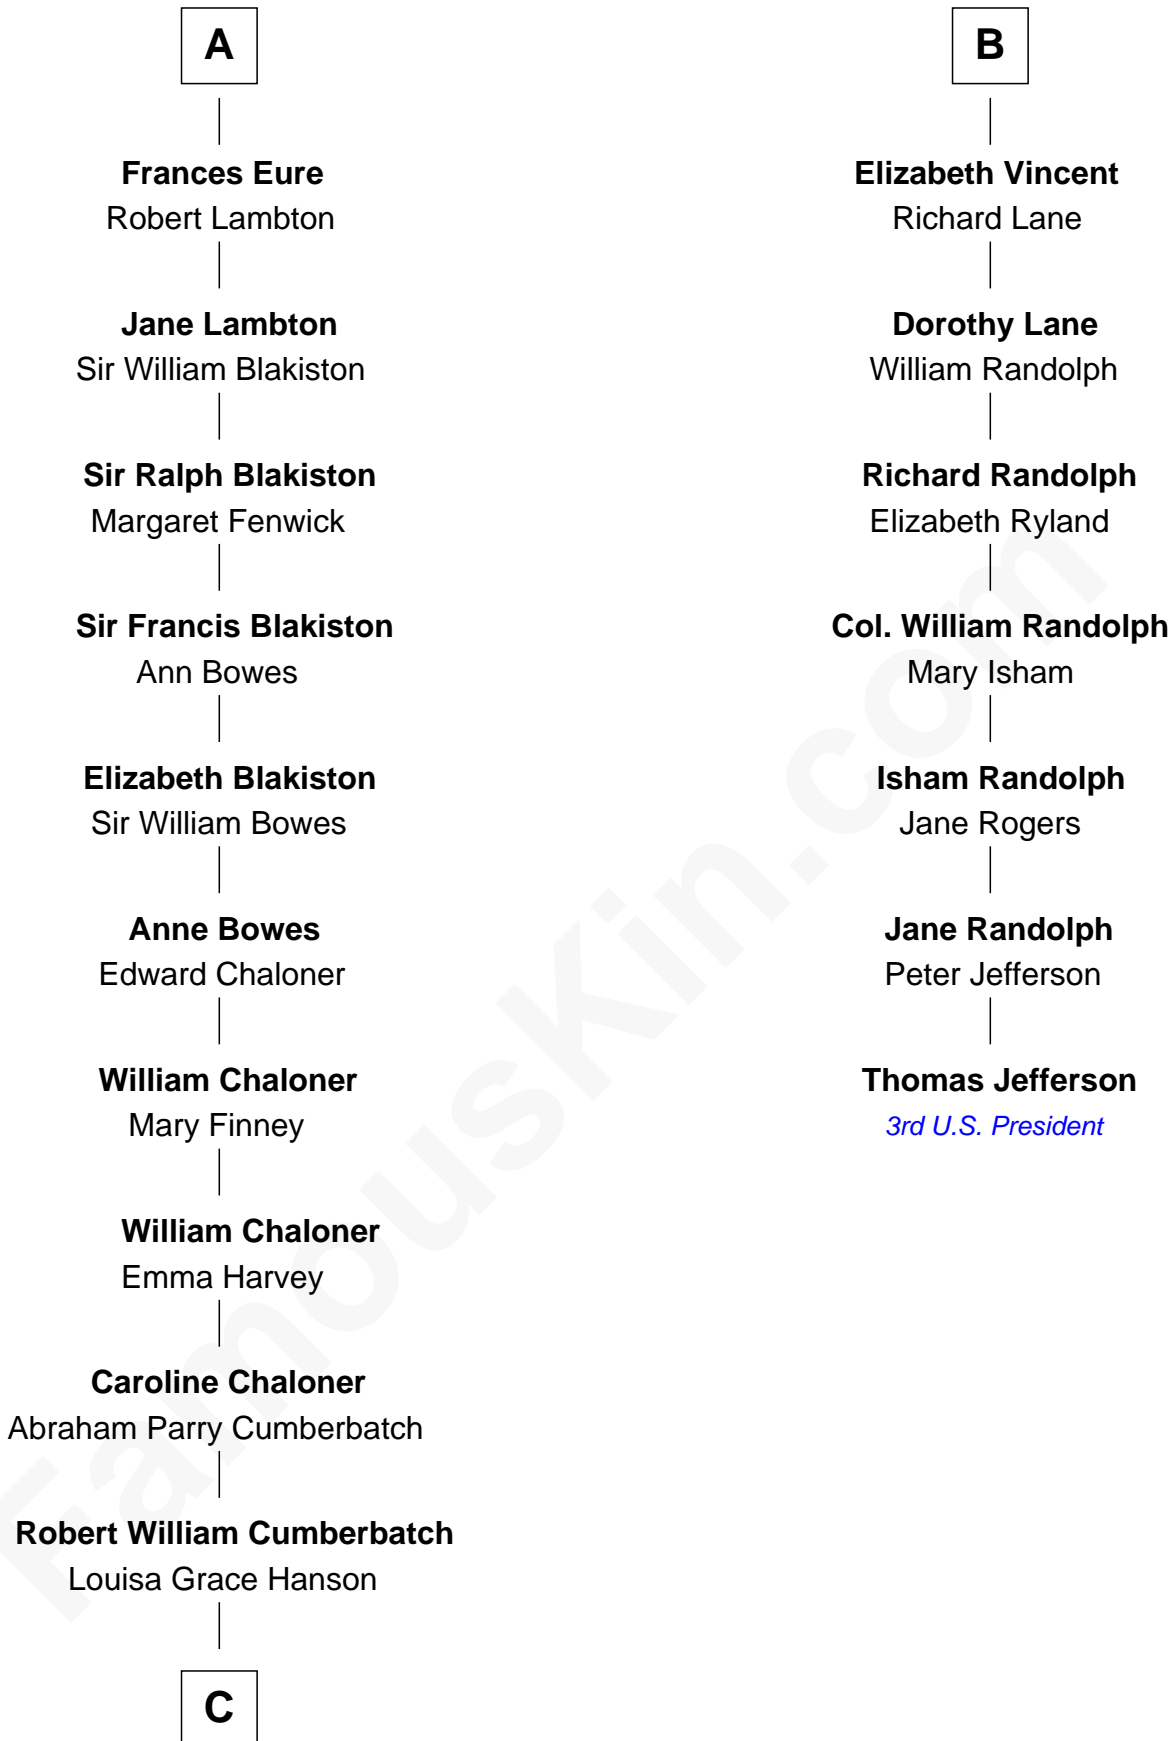 A
Frances Eure
Robert Lambton
Jane Lambton
Sir William Blakiston
Sir Ralph Blakiston
Margaret Fenwick
Sir Francis Blakiston
Ann Bowes
Elizabeth Blakiston
Sir William Bowes
Anne Bowes
Edward Chaloner
William Chaloner
Mary Finney
William Chaloner
Emma Harvey
Caroline Chaloner
Abraham Parry Cumberbatch
Robert William Cumberbatch
Louisa Grace Hanson
C
B
Elizabeth Vincent
Richard Lane
Dorothy Lane
William Randolph
Richard Randolph
Elizabeth Ryland
Col. William Randolph
Mary Isham
Isham Randolph
Jane Rogers
Jane Randolph
Peter Jefferson
Thomas Jefferson
3rd U.S. President
FamousKin.com